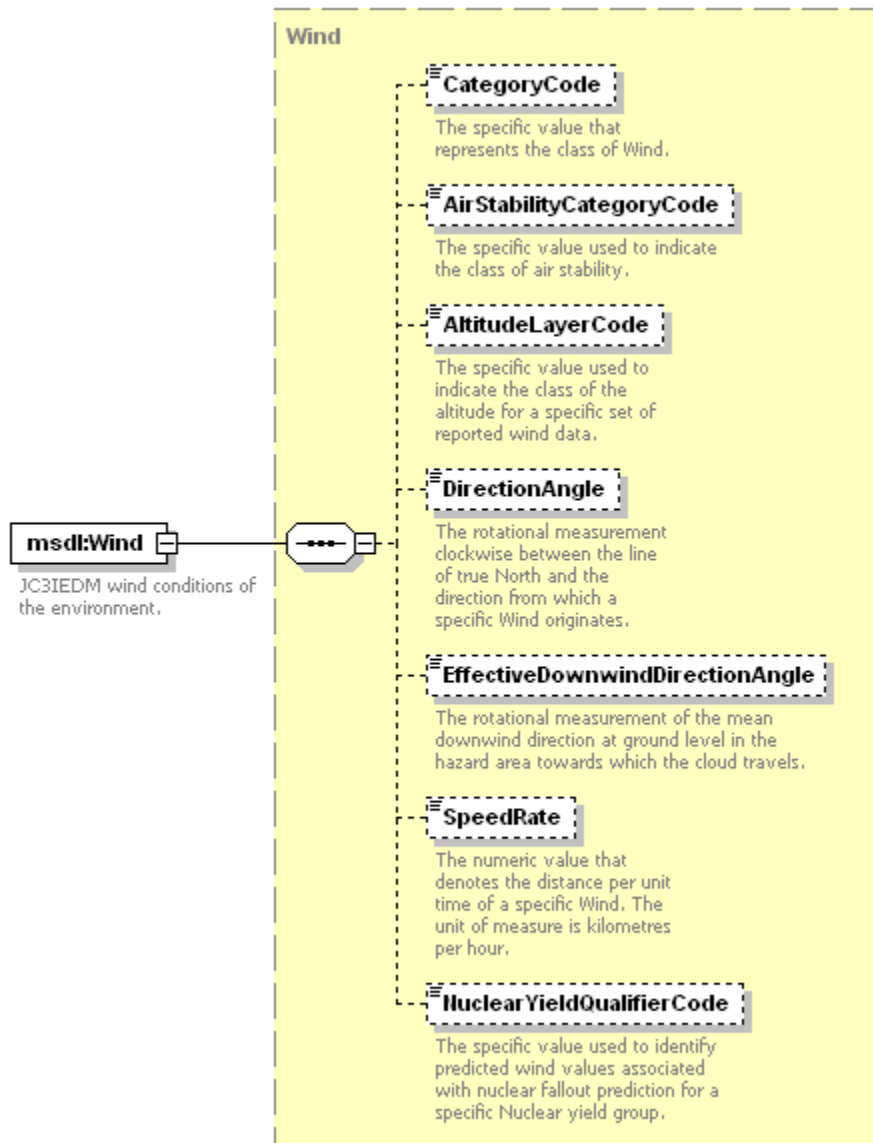 Wind
CategoryCode
The specific value that
represents the class of Wind.
AirStabilityCategoryCode
The specific value used to indicate
the class of air stability.
AltitudeLayerCode
The specific value used to
indicate the class of the
altitude for a specific set of
reported wind data.
DirectionAngle
The rotational measurement
clockwise between the line
of true North and the
direction from which a
specific Wind originates.
msdl:Wind
JC3IEDM wind conditions of
the environment.
EffectiveDownwindDirectionAngle
The rotational measurement of the mean
downwind direction at ground level in the
hazard area towards which the cloud travels.
SpeedRate
The numeric value that
denotes the distance per unit
time of a specific Wind. The
unit of measure is kilometres
per hour.
NuclearYieldQualifierCode
The specific value used to identify
predicted wind values associated
with nuclear fallout prediction for a
specific Nuclear yield group.